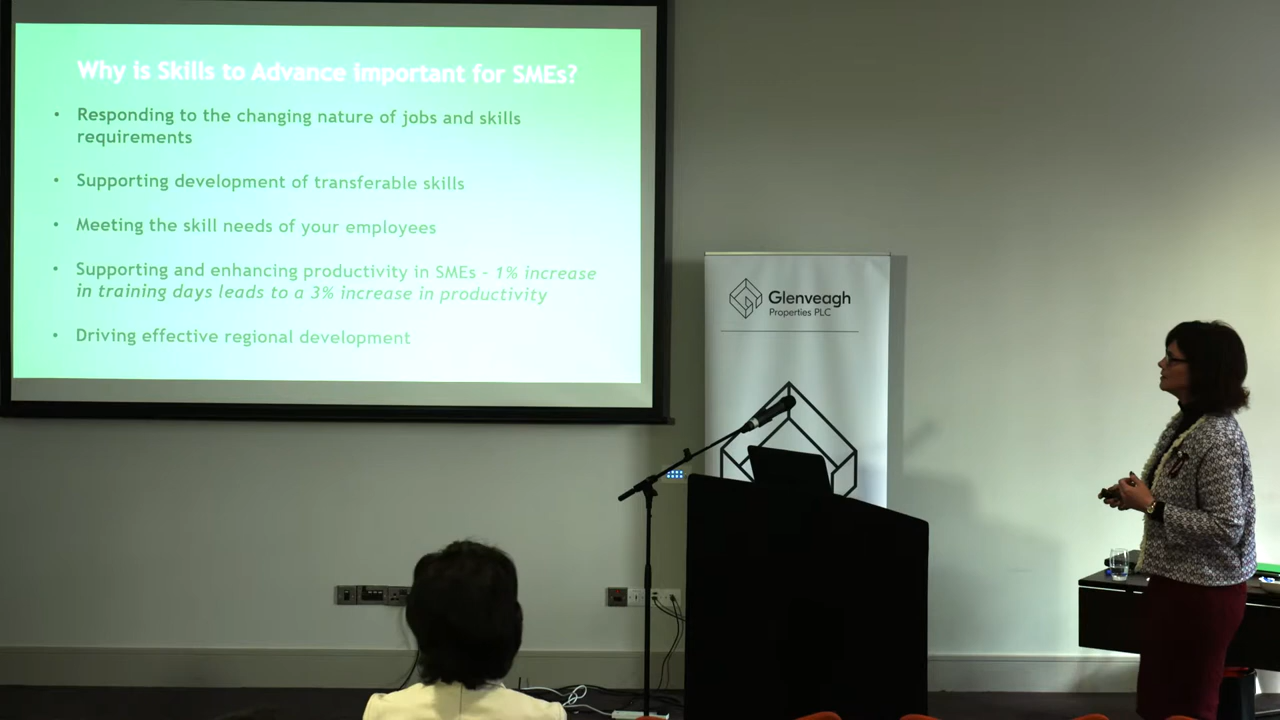 Why is Skills to Advance important for SMEs?
• Responding to the changing nature of jobs and skills
requirements
• Supporting development of transferable skills
• Meeting the skill needs of your employees
• Supporting and enhancing productivity in SMEs - 1% increase
in training days leads to a 3% increase in productivity
• Driving effective regional development
Glenveagh
Properties PLC